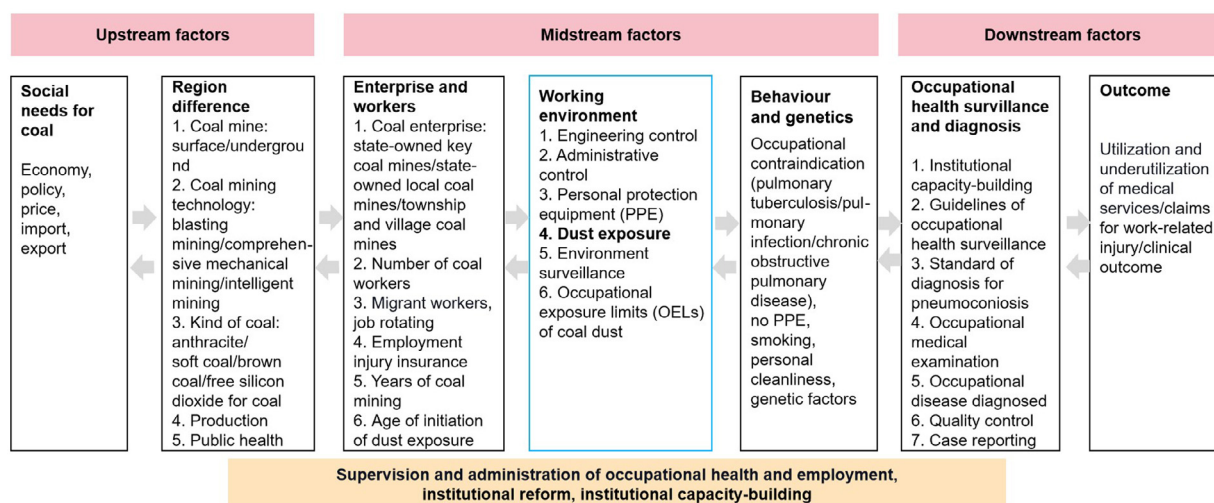 Upstream factors
Midstream factors
Downstream factors
Social
needs for
coal
Economy,
policy,
price,
import,
export
Region
difference
1. Coal mine:
surface/undergrou
nd
2. Coal mining
technology:
blasting
mining/comprehen-
sive mechanical
mining/intelligent
mining
3. Kind of coal:
anthracite/
soft coal/brown
coal/free silicon
dioxide for coal
4. Production
5. Public health
Enterprise and
workers
1. Coal enterprise:
state-owned key
coal mines/state-
owned local coal
mines/township
and village coal
mines
2. Number of coal
workers
3. Migrant workers,
job rotating
4. Employment
injury insurance
5. Years of coal
mining
6. Age of initiation
of dust exposure
Working
environment
1. Engineering control
2. Administrative
control
3. Personal protection
equipment (PPE)
4. Dust exposure
5. Environment
surveillance
6. Occupational
exposure limits (OELs)
of coal dust
Behaviour
and genetics
Occupational
contraindication
(pulmonary
tuberculosis/pul-
monary
infection/chronic
obstructive
pulmonary
disease),
no PPE,
smoking,
personal
cleanliness,
genetic factors
Occupational
health survillance
and diagnosis
1. Institutional
capacity-building
2. Guidelines of
occupational
health surveillance
3. Standard of
diagnosis for
pneumoconiosis
4. Occupational
medical
examination
5. Occupational
disease diagnosed
6. Quality control
7. Case reporting
Outcome
Utilization and
underutilization
of medical
services/claims
for work-related
injury/clinical
outcome
Supervision and administration of occupational health and employment,
institutional reform, institutional capacity-building